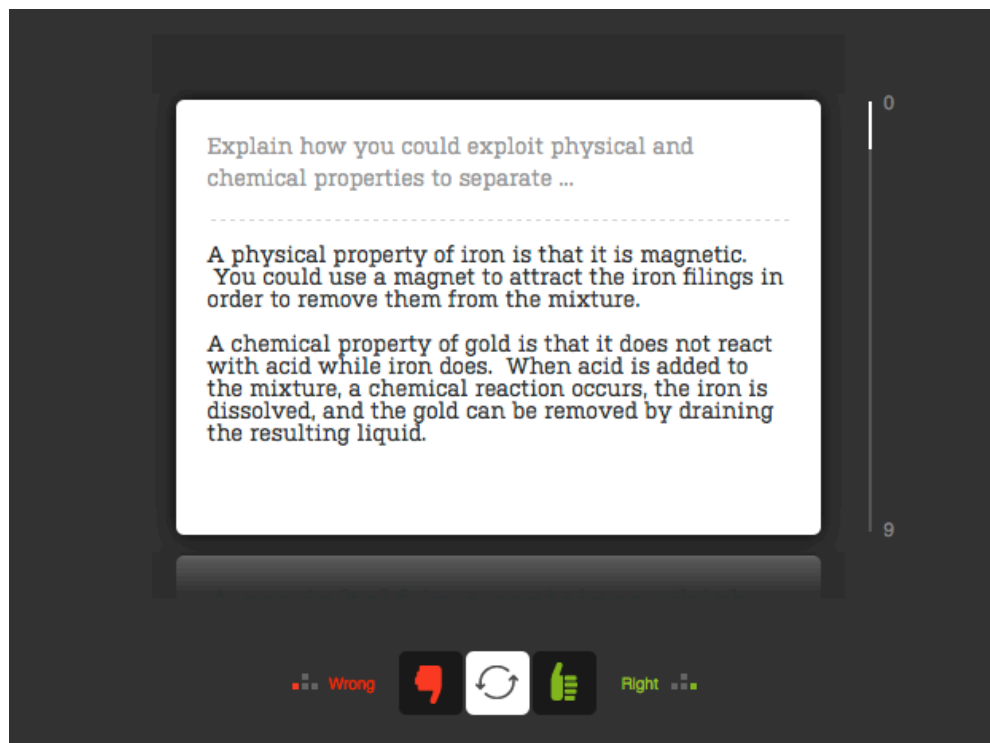 0
Explain how you could exploit physical and
chemical properties to separate ...
A physical property of iron is that it is magnetic.
You could use a magnet to attract the iron filings in
order to remove them from the mixture.
A chemical property of gold is that it does not react
with acid while iron does.  When acid is added to
the mixture, a chemical reaction occurs, the iron is
dissolved, and the gold can be removed by draining
the resulting liquid.
9
Wrong
Right